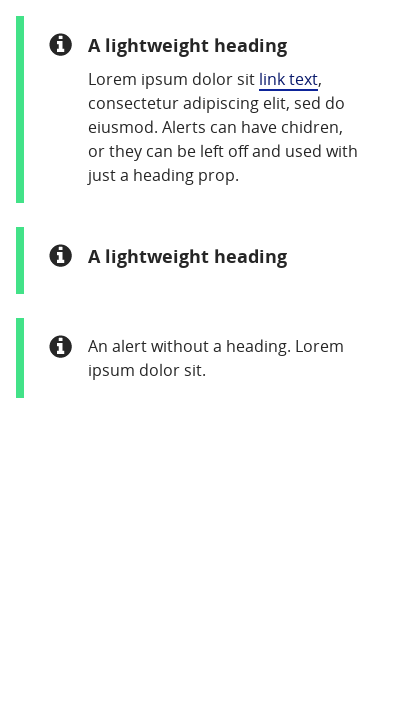 A lightweight heading
Lorem ipsum dolor sit link text,
consectetur adipiscing elit, sed do
eiusmod. Alerts can have chidren,
or they can be left off and used with
just a heading prop.
A lightweight heading
An alert without a heading. Lorem
ipsum dolor sit.